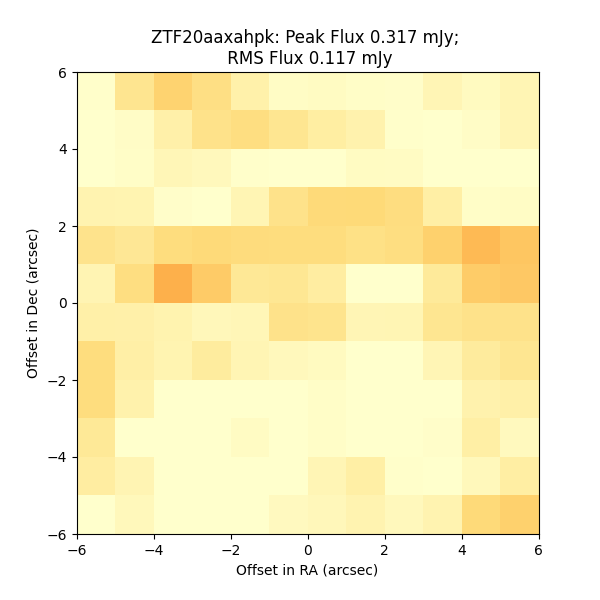 ZTF20aaxahpk: Peak Flux 0.317 mJy;
RMS Flux 0.117 mJy
6
4
2
0
−2
−4
−6
Offset in Dec (arcsec)
−6 −4 −2 0 2 4 6
Offset in RA (arcsec)